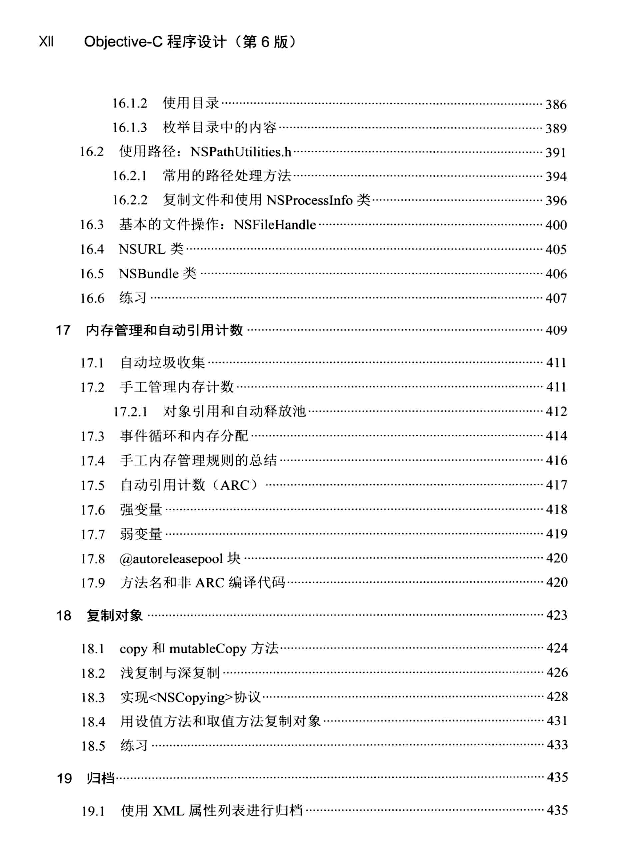 XII Objective-C 程序设计（第 6 版）
16.1.2 使用目录 386
16.1.3 枚举目录中的内容 389
16.2 使用路径：NSPathUtilities.h 391
16.2.1 常用的路径处理方法 394
16.2.2 复制文件和使用 NSProcessInfo 类 396
16.3 基本的文件操作：NSFileHandle 400
16.4 NSURL 类 405
16.5 NSBundle 类 406
16.6 练习 407
17 内存管理和自动引用计数 409
17.1 自动垃圾收集 411
17.2 手工管理内存计数 411
17.2.1 对象引用和自动释放池 412
17.3 事件循环和内存分配 414
17.4 手工内存管理规则的总结 416
17.5 自动引用计数（ARC） 417
17.6 强变量 418
17.7 弱变量 419
17.8 @autoreleasepool 块 420
17.9 方法名和非 ARC 编译代码 420
18 复制对象 423
18.1 copy 和 mutableCopy 方法 424
18.2 浅复制与深复制 426
18.3 实现<NSCopying>协议 428
18.4 用设值方法和取值方法复制对象 431
18.5 练习 433
19 归档 435
19.1 使用 XML 属性列表进行归档 435